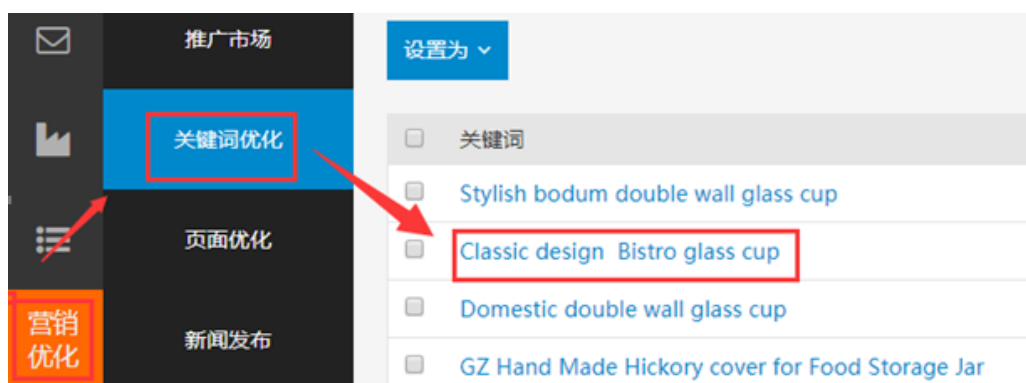 推广市场
设置为
关键词优化
关键词
Stylish bodum double wall glass cup
页面优化
Classic design  Bistro glass cup
Domestic double wall glass cup
营销
优化
新闻发布
GZ Hand Made Hickory cover for Food Storage Jar